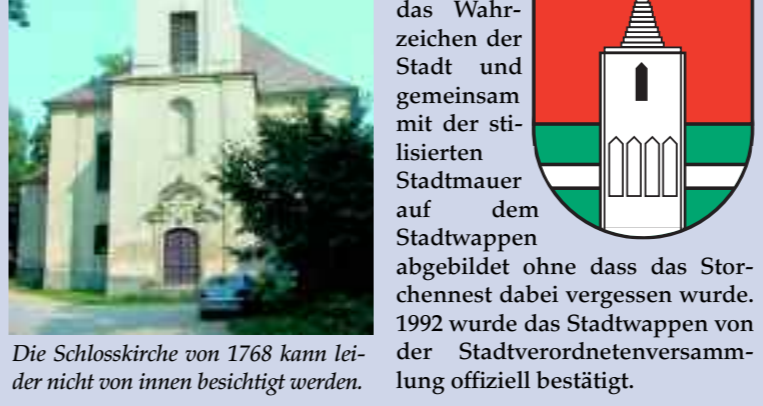 Die Schlosskirche von 1768 kann lei-
der nicht von innen besichtigt werden.
das Wahr-
zeichen der
Stadt und
gemeinsam
mit der sti-
lisierten
Stadtmauer
auf dem
Stadtwappen
abgebildet ohne dass das Stor-
chennest dabei vergessen wurde.
1992 wurde das Stadtwappen von
der Stadtverordnetenversamm-
lung offiziell bestätigt.